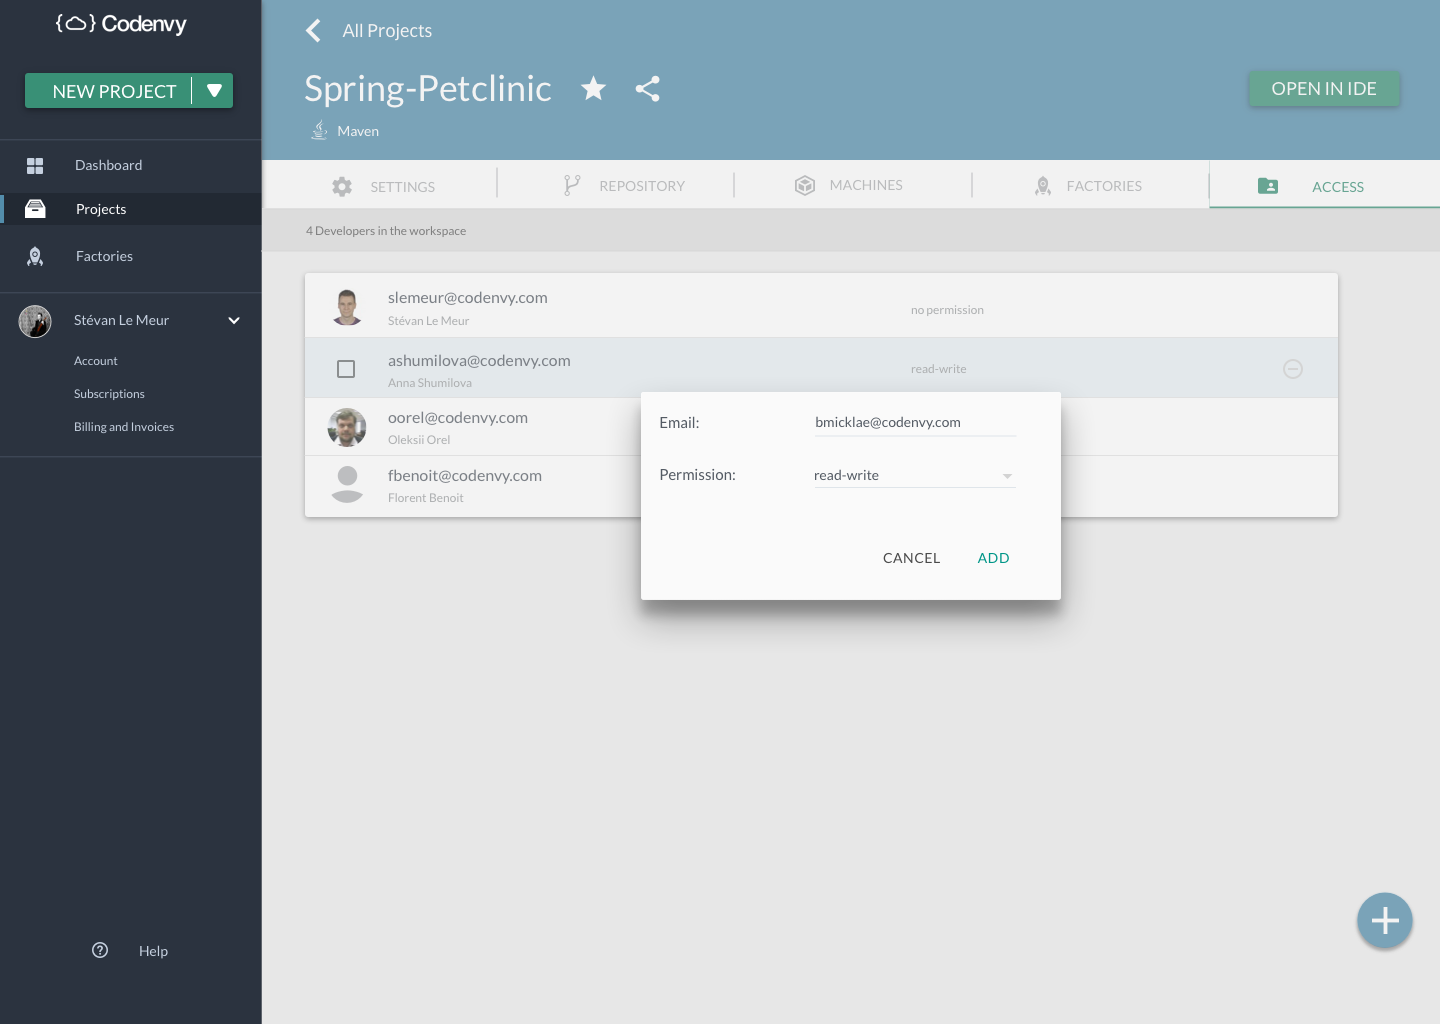 { } Codenvy
NEW PROJECT
Dashboard
Projects
Factories
Stévan Le Meur
Account
Subscriptions
Billing and Invoices
Help
All Projects
Spring-Petclinic
OPEN IN IDE
Maven
SETTINGS
REPOSITORY
MACHINES
FACTORIES
ACCESS
4 Developers in the workspace
slemeur@codenvy.com
Stévan Le Meur
no permission
ashumilova@codenvy.com
Anna Shumilova
read-write
oorel@codenvy.com
Oleksii Orel
fbenoit@codenvy.com
Florent Benoit
Email: bmicklae@codenvy.com
Permission: read-write
CANCEL ADD